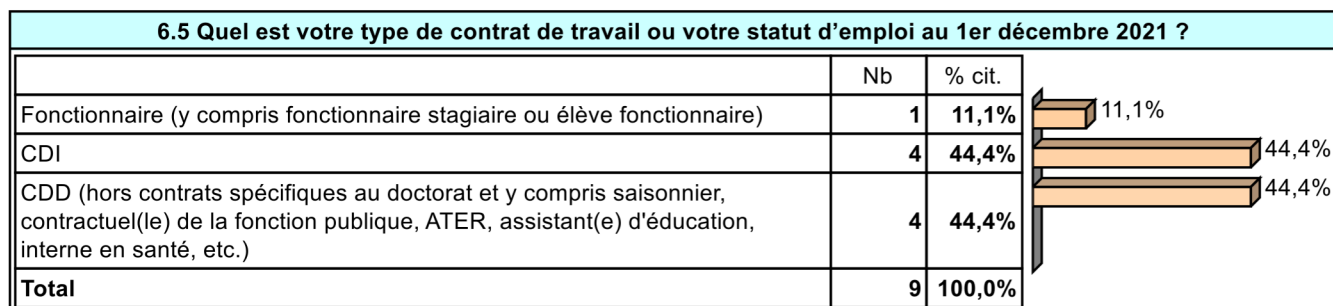 6.5 Quel est votre type de contrat de travail ou votre statut d’emploi au 1er décembre 2021 ?
Nb % cit.
Fonctionnaire (y compris fonctionnaire stagiaire ou élève fonctionnaire) 1 11,1% 11,1%
CDI 4 44,4% 44,4%
CDD (hors contrats spécifiques au doctorat et y compris saisonnier,
contractuel(le) de la fonction publique, ATER, assistant(e) d'éducation, 4 44,4% 44,4%
interne en santé, etc.)
Total 9 100,0%